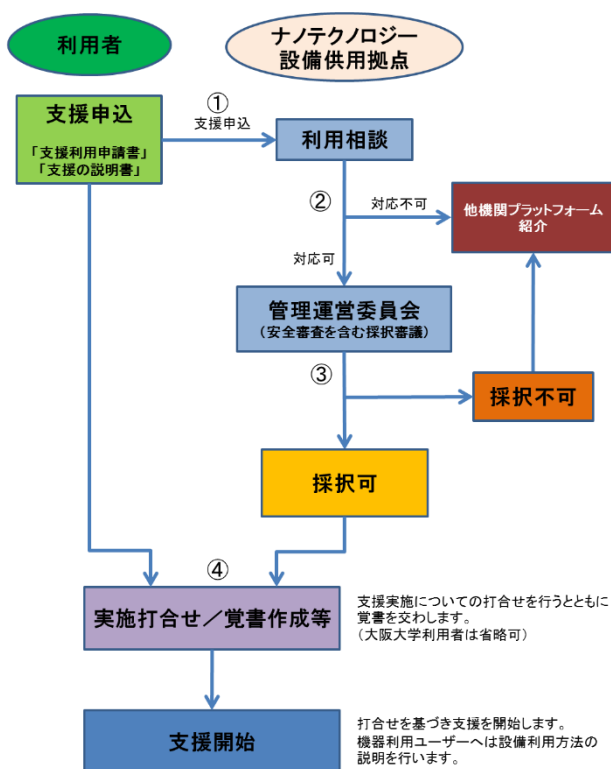 利用者
ナノテクノロジー
設備供用拠点
支援申込
「支援利用申請書」
「支援の説明書」
①
支援申込
利用相談
②
対応不可
他機関プラットフォーム
紹介
対応可
管理運営委員会
(安全審査を含む採択審議)
③
採択不可
採択可
④
実施打合せ／覚書作成等
支援実施についての打合せを行うとともに
覚書を交わします。
(大阪大学利用者は省略可)
支援開始
打合せを基づき支援を開始します。
機器利用ユーザーへは設備利用方法の
説明を行います。